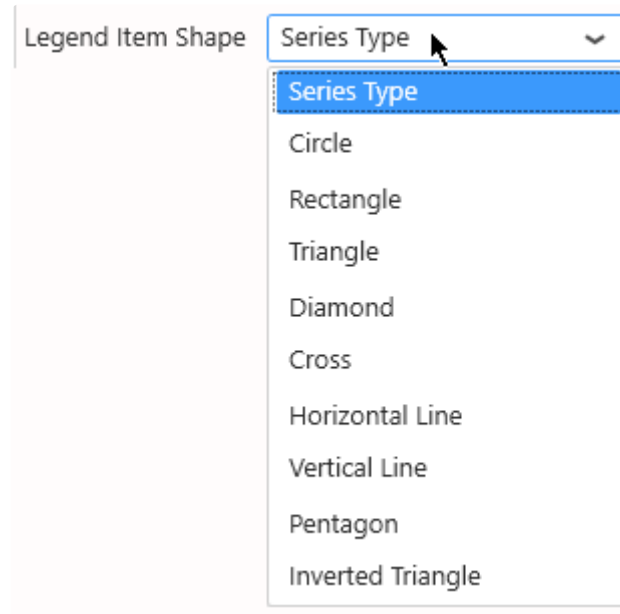 Legend Item Shape Series Type
Series Type
Circle
Rectangle
Triangle
Diamond
Cross
Horizontal Line
Vertical Line
Pentagon
Inverted Triangle